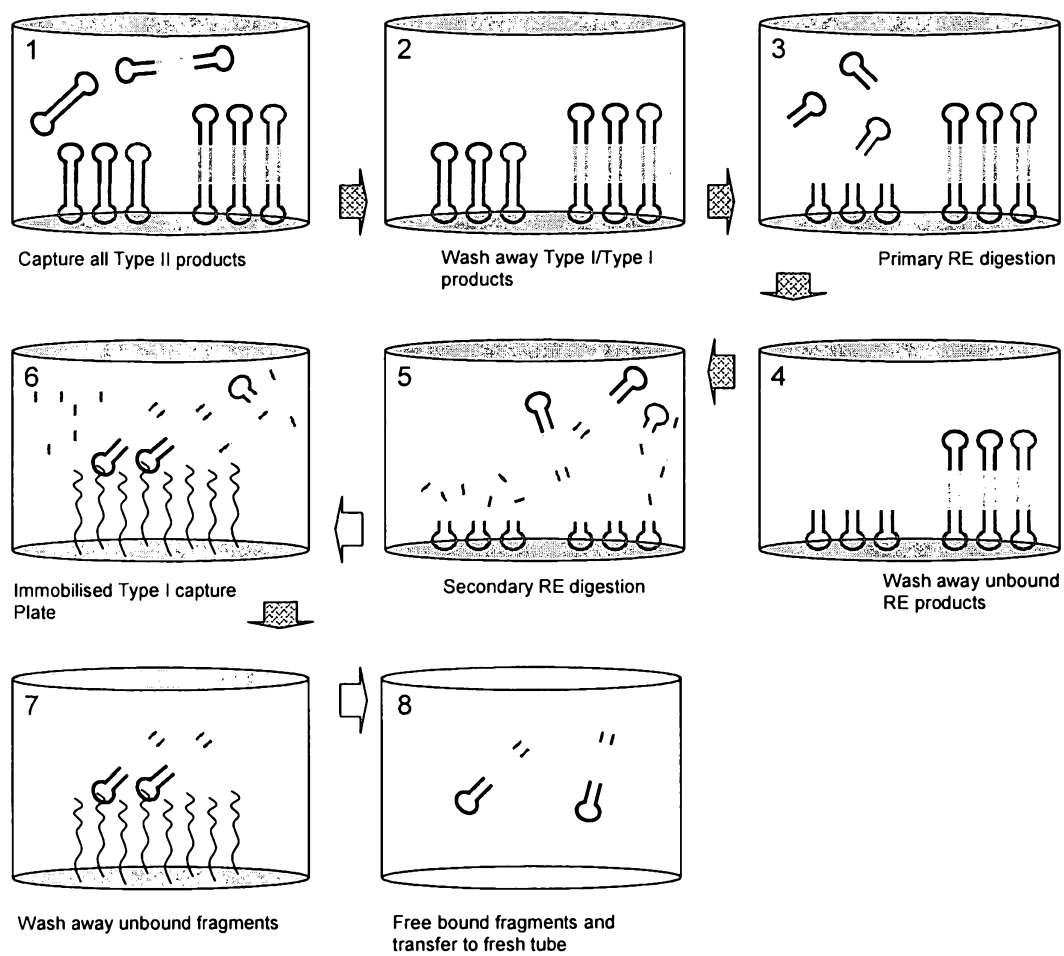 1
Capture all Type II products
2
Wash away Type I/Type I
products
3
Primary RE digestion
6
Immobilised Type I capture
Plate
5
Secondary RE digestion
4
Wash away unbound
RE products
7
Wash away unbound fragments
8
Free bound fragments and
transfer to fresh tube